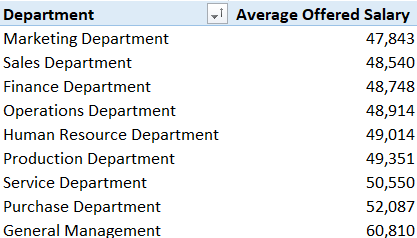 Department Average Offered Salary
Marketing Department 47,843
Sales Department 48,540
Finance Department 48,748
Operations Department 48,914
Human Resource Department 49,014
Production Department 49,351
Service Department 50,550
Purchase Department 52,087
General Management 60,810